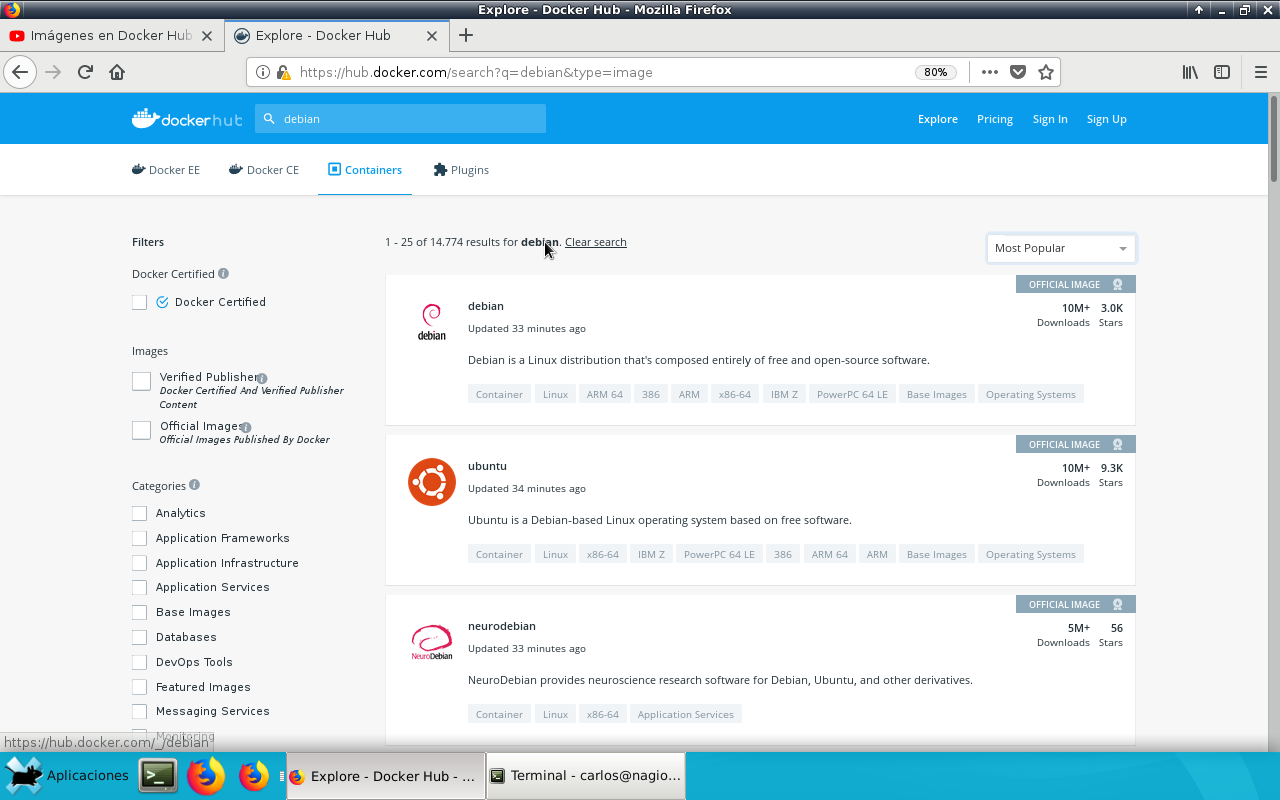 Explore - Docker Hub - Mozilla Firefox
Imágenes en Docker Hub
Explore - Docker Hub
https://hub.docker.com/search?q=debian&type=image
80%
dockerhub
debian
Explore
Pricing
Sign In
Sign Up
Docker EE
Docker CE
Containers
Plugins
Filters
1 - 25 of 14.774 results for debian. Clear search
Most Popular
Docker Certified
Docker Certified
Images
Verified Publisher
Docker Certified And Verified Publisher
Content
Official Images
Official Images Published By Docker
Categories
Analytics
Application Frameworks
Application Infrastructure
Application Services
Base Images
Databases
DevOps Tools
Featured Images
Messaging Services
Monitoring
OFFICIAL IMAGE
debian
debian
10M+ 3.0K
Updated 33 minutes ago
Downloads Stars
Debian is a Linux distribution that's composed entirely of free and open-source software.
Container Linux ARM 64 386 ARM x86-64 IBM Z PowerPC 64 LE Base Images Operating Systems
OFFICIAL IMAGE
ubuntu
10M+ 9.3K
Updated 34 minutes ago
Downloads Stars
Ubuntu is a Debian-based Linux operating system based on free software.
Container Linux x86-64 IBM Z PowerPC 64 LE 386 ARM 64 ARM Base Images Operating Systems
OFFICIAL IMAGE
neurodebian
5M+ 56
NeuroDebian
Updated 33 minutes ago
Downloads Stars
NeuroDebian provides neuroscience research software for Debian, Ubuntu, and other derivatives.
Container Linux x86-64 Application Services
https://hub.docker.com/_/debian
Aplicaciones
Explore - Docker Hub - ...
Terminal - carlos@nagio...